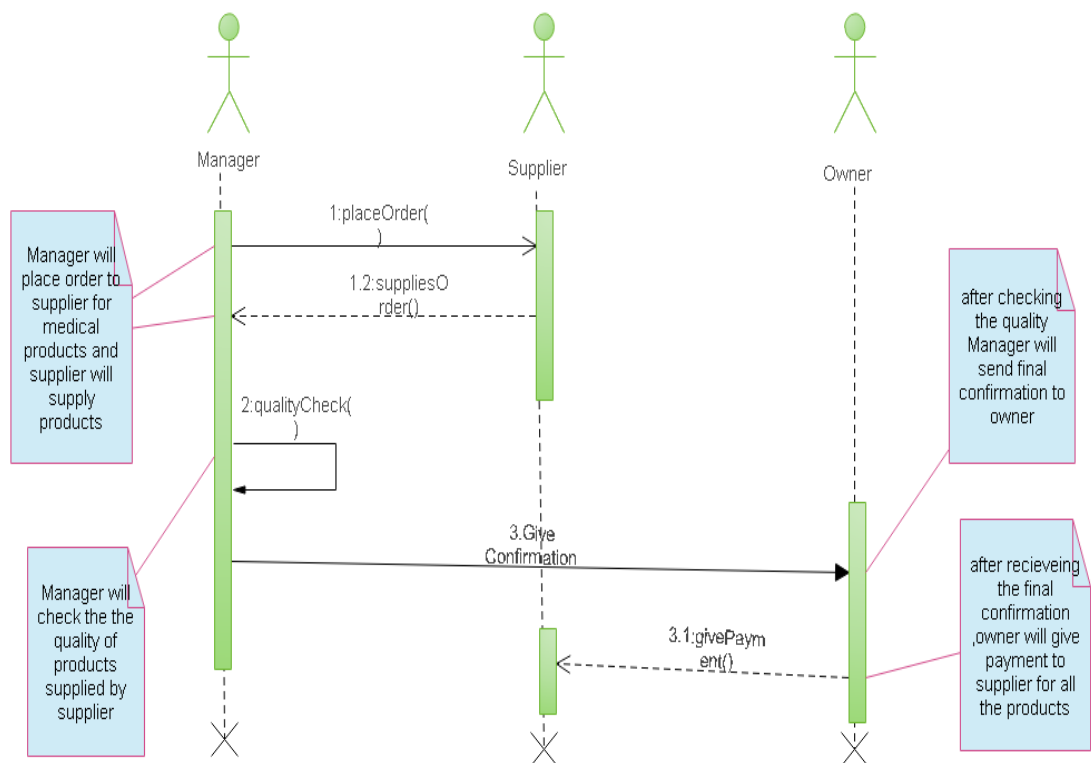 Manager
Supplier
Owner
Manager will
place order to
supplier for
medical
products and
supplier will
supply
products
1:placeOrder(
)
1.2:suppliesO
rder()
2:qualityCheck(
)
after checking
the quality
Manager will
send final
confirmation to
owner
3.Give
Confirmation
Manager will
check the the
quality of
products
supplied by
supplier
3.1:givePaym
ent()
after recieveing
the final
confirmation
,owner will give
payment to
supplier for all
the products